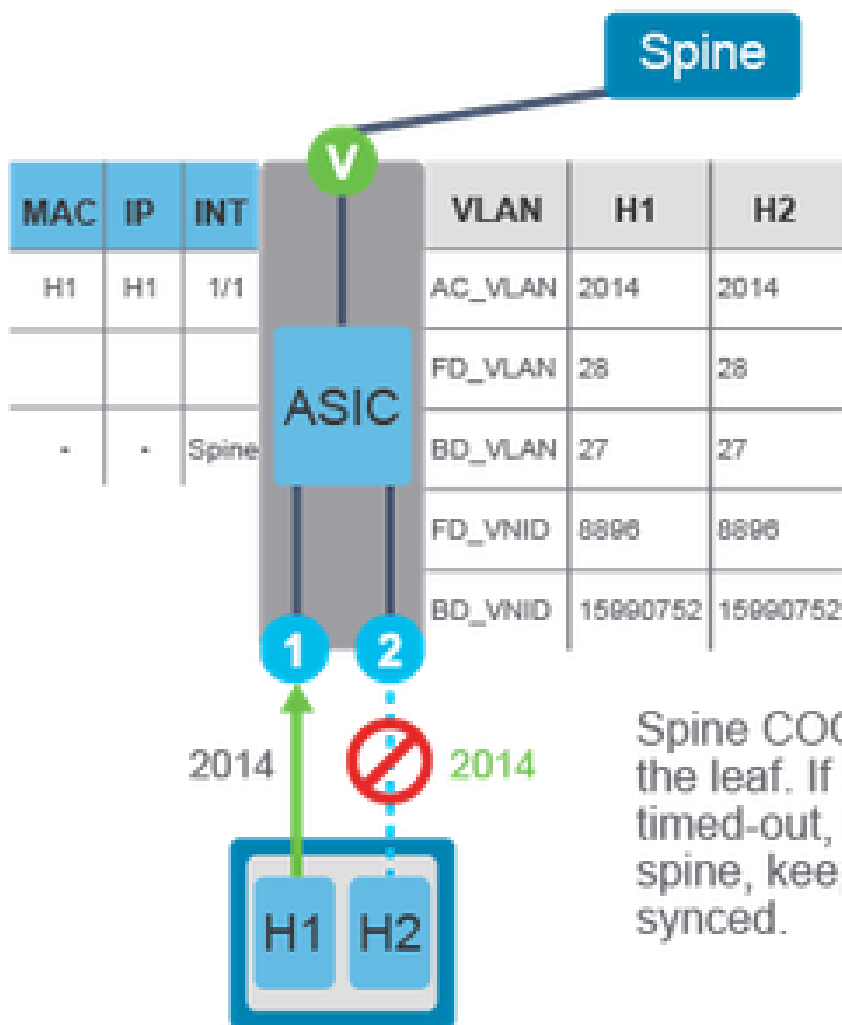 Spine
V
MAC IP INT
H1 H1 1/1
- - Spine
ASIC
VLAN H1 H2
AC_VLAN 2014 2014
FD_VLAN 28 28
BD_VLAN 27 27
FD_VNID 8896 8896
BD_VNID 15990752 15990752
1 2
2014 2014
H1 H2
Spine
the leaf. If
timed-out,
spine,
synced.